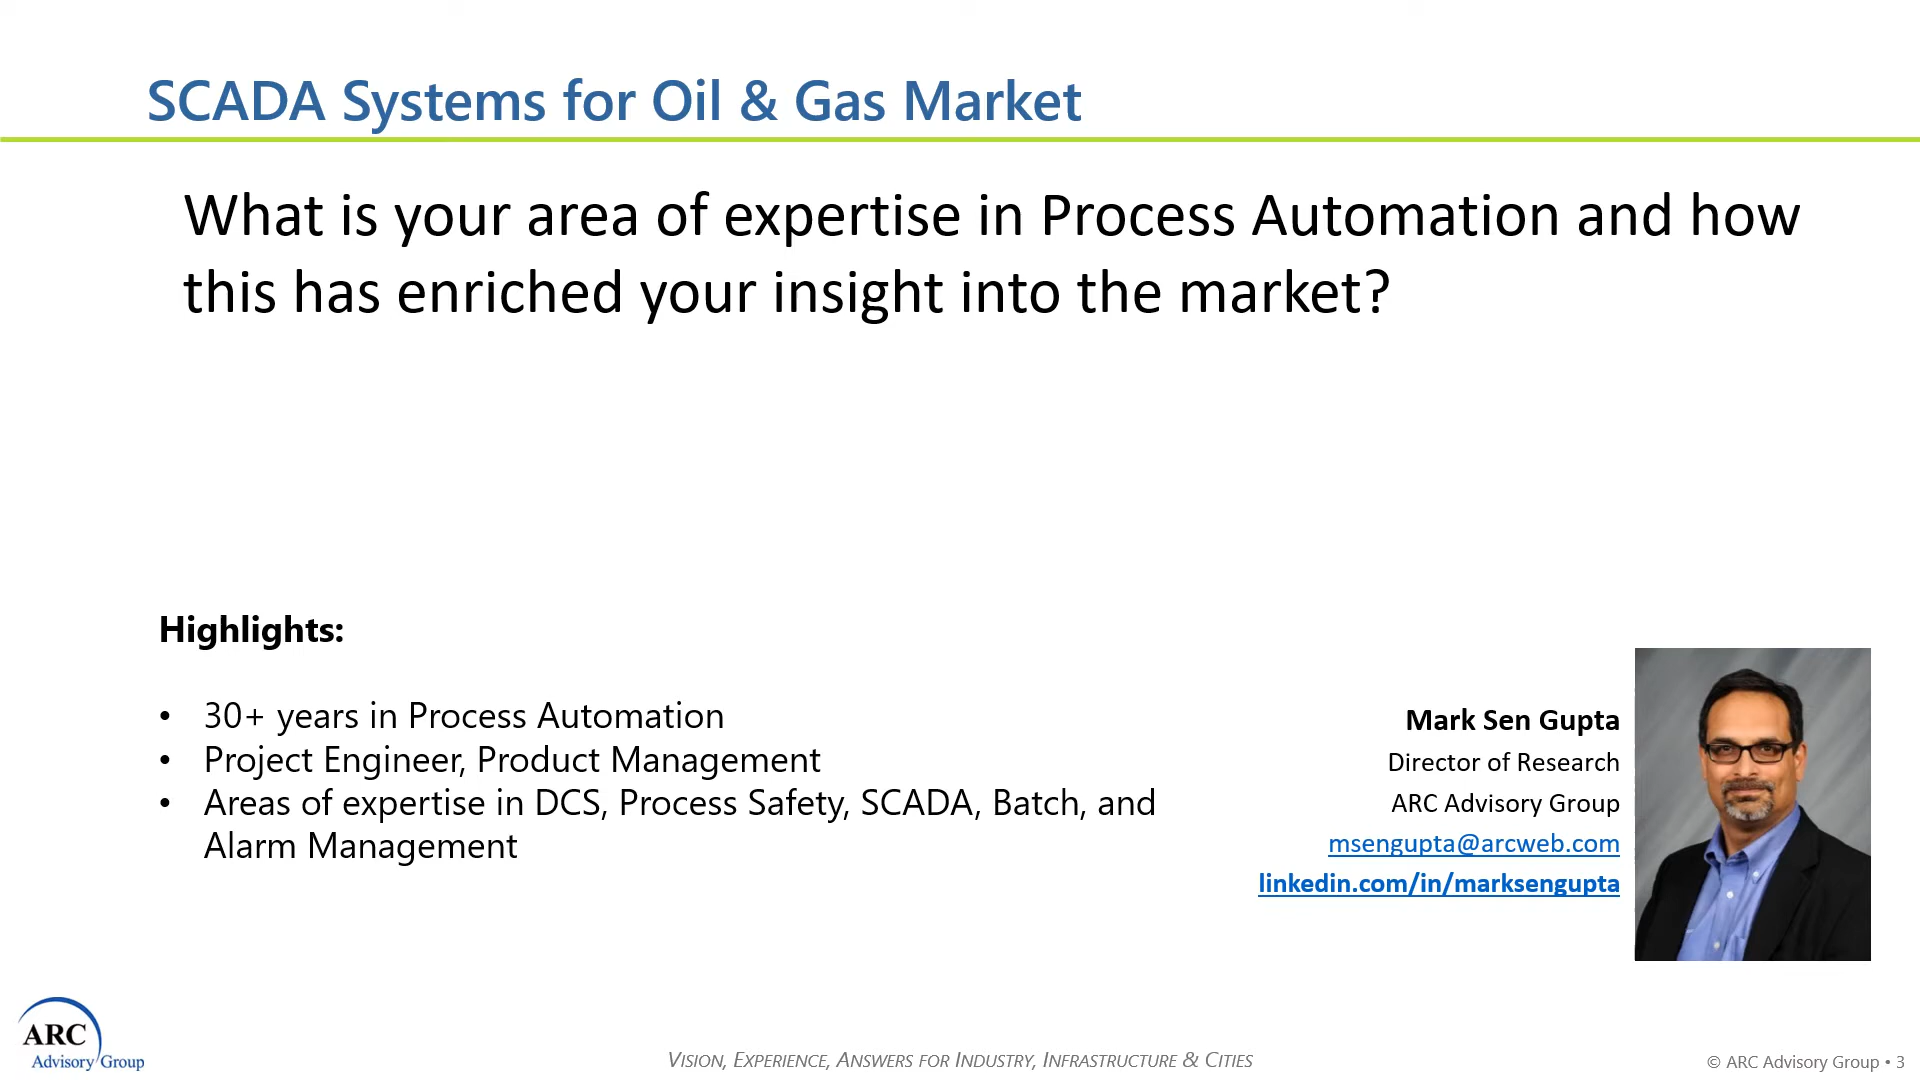 SCADA Systems for Oil & Gas Market
What is your area of expertise in Process Automation and how
this has enriched your insight into the market?
Highlights:
• 30+ years in Process Automation
• Project Engineer, Product Management
• Areas of expertise in DCS, Process Safety, SCADA, Batch, and
Alarm Management
Mark Sen Gupta
Director of Research
ARC Advisory Group
msengupta@arcweb.com
linkedin.com/in/marksengupta
ARC
Advisory Group
VISION, EXPERIENCE, ANSWERS FOR INDUSTRY, INFRASTRUCTURE & CITIES
© ARC Advisory Group • 3